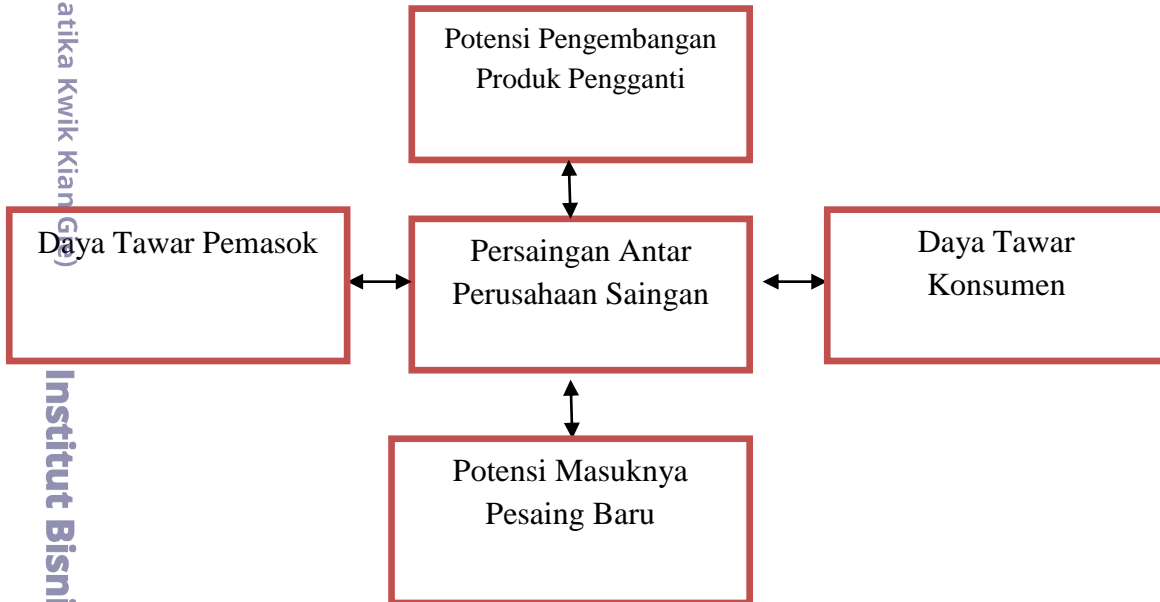 Potensi Pengembangan
Produk Pengganti
Daya Tawar Pemasok
Persaingan Antar
Perusahaan Saingan
Daya Tawar
Konsumen
Potensi Masuknya
Pesaing Baru
atika Kwik Kian Gie)
Institut Bisni